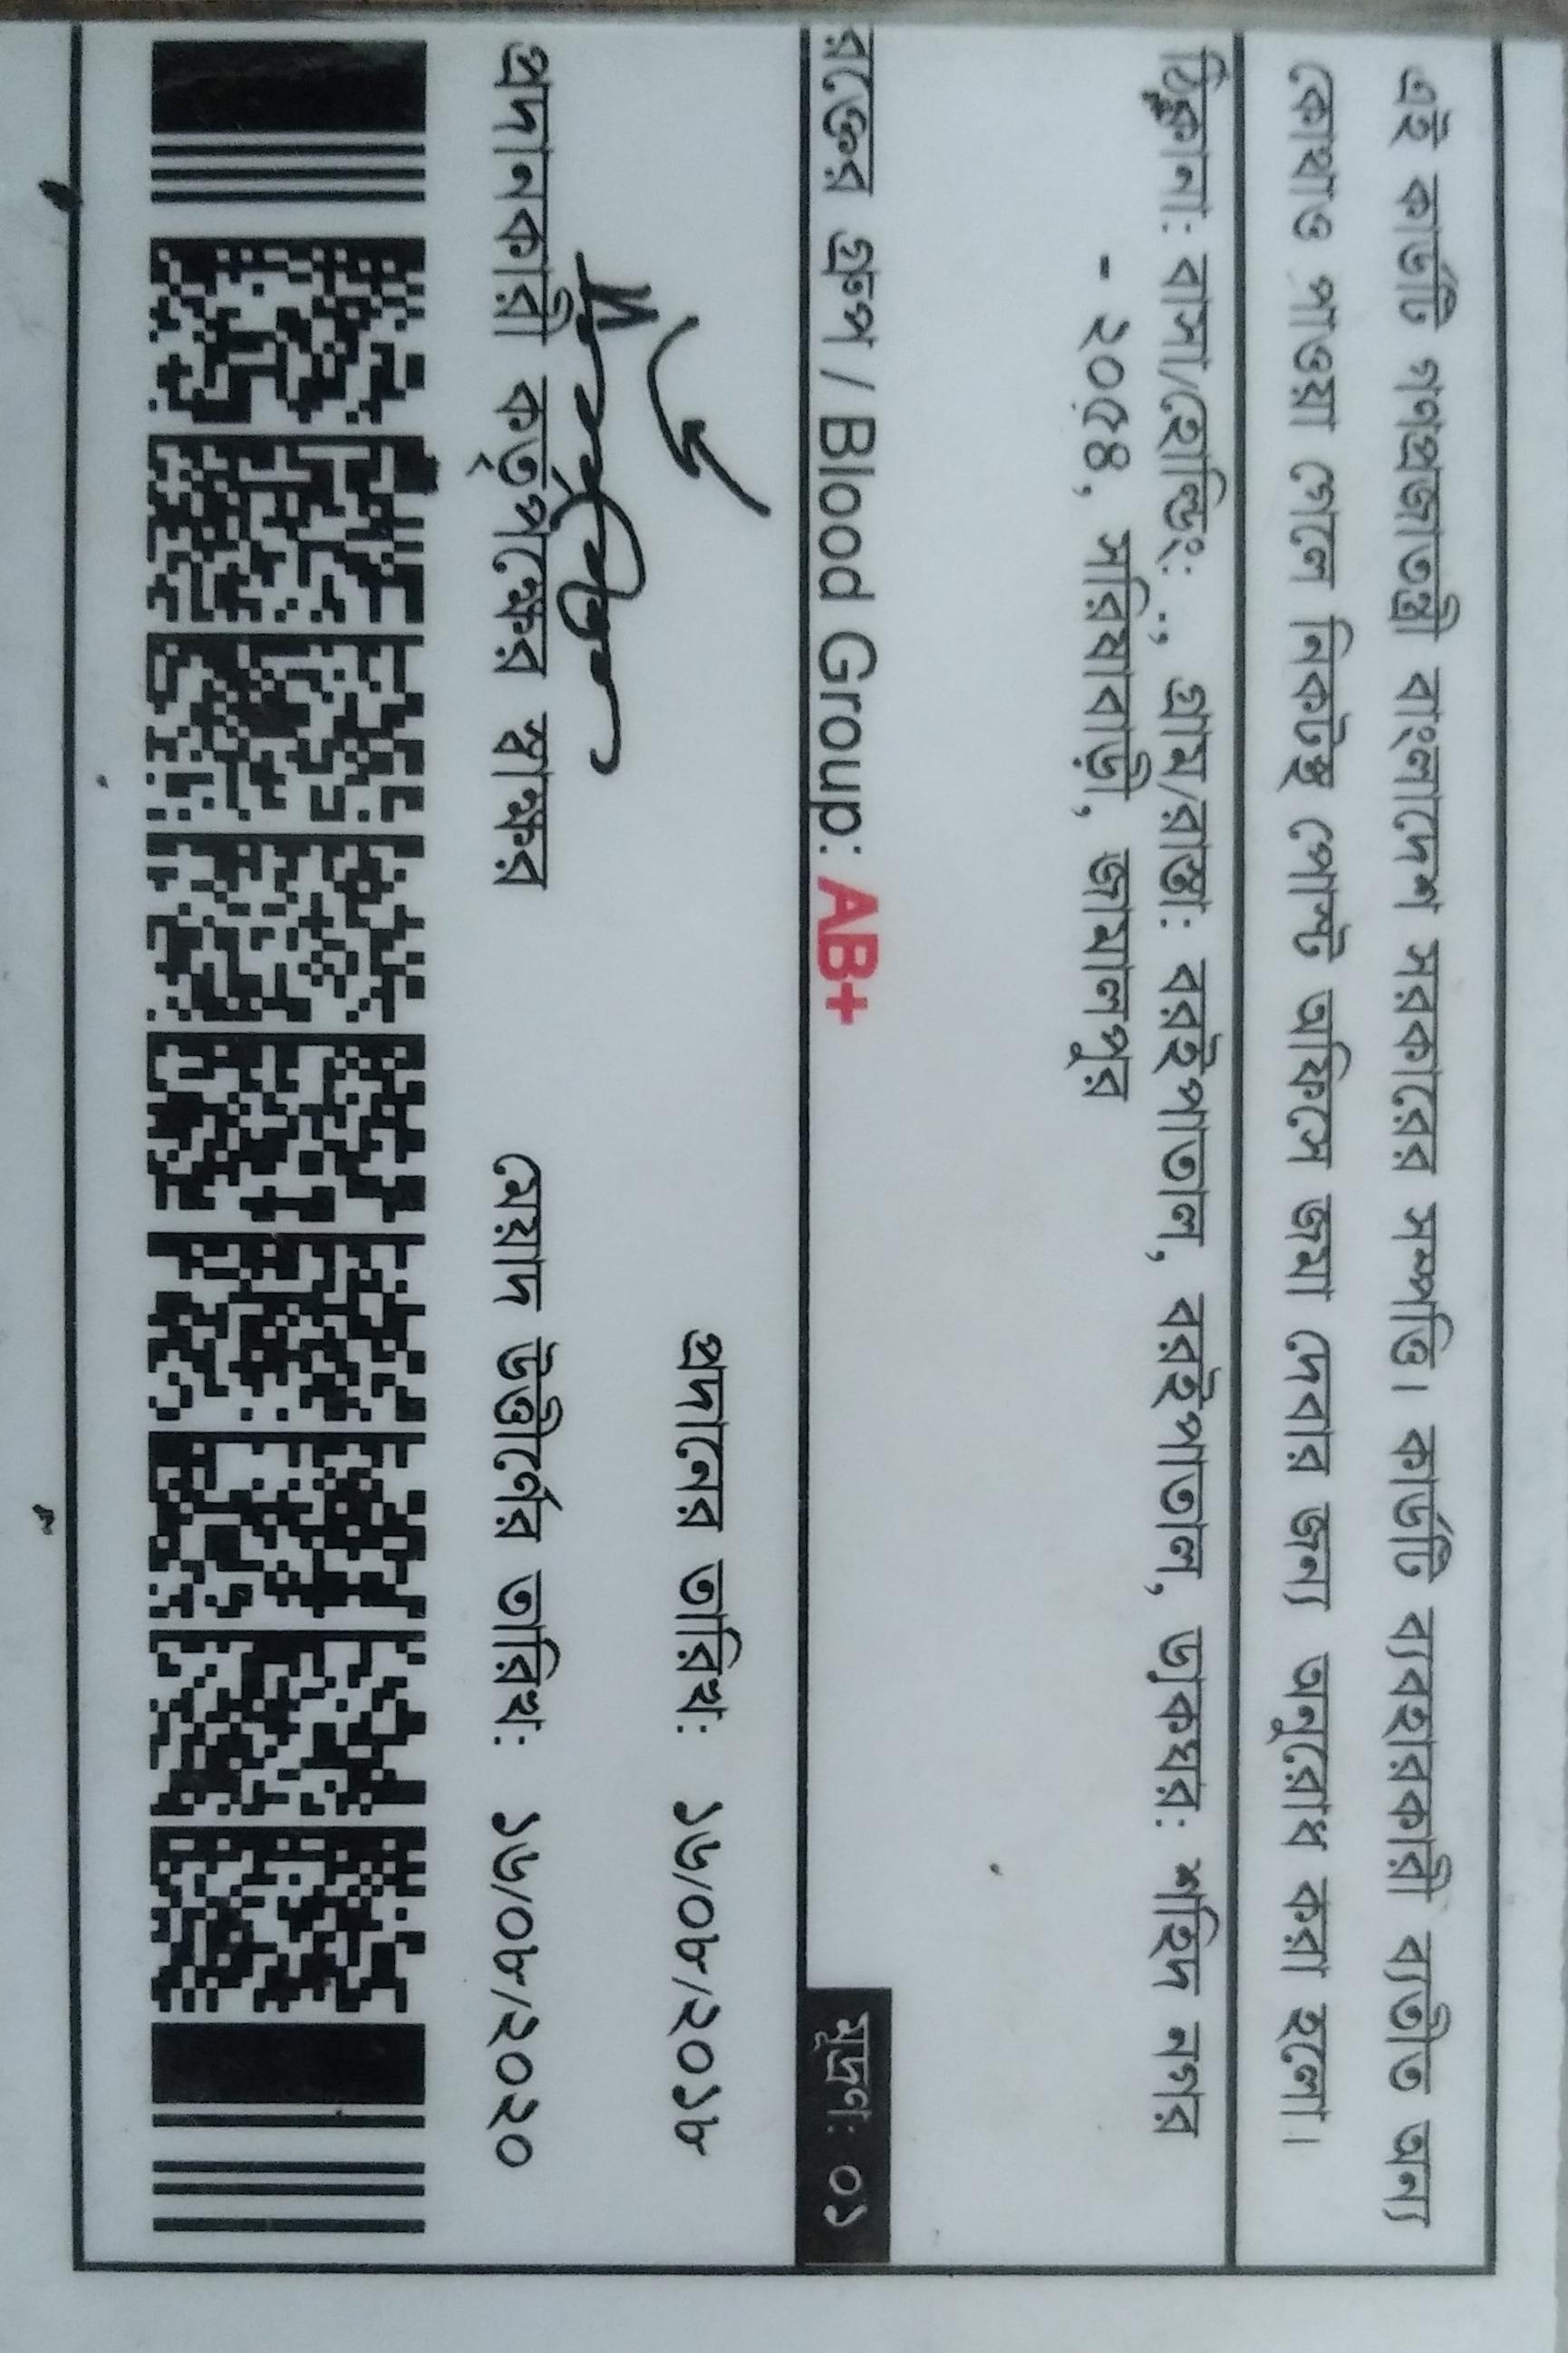 এই কার্ডটি গণপ্রজাতন্ত্রী বাংলাদেশ সরকারের সম্পত্তি। কার্ডটি ব্যবহারকারী ব্যতীত অন্য
কোথাও পাওয়া গেলে নিকটস্থ পোস্ট অফিসে জমা দেবার জন্য অনুরোধ করা হলো।
ঠিকানা: বাসা/হোল্ডিং: .., গ্রাম/রাস্তা: বরইপাতাল, বরইপাতাল, ডাকঘর: শহিদ নগর
- ২০৫৪, সরিষাবাড়ী, জামালপুর
রক্তের গ্রুপ / Blood Group: AB+
মুদ্রণ: ০১
প্রদানের তারিখ: ১৬/০৮/২০১৮
প্রদানকারী কর্তৃপক্ষের স্বাক্ষর
মেয়াদ উত্তীর্ণের তারিখ: ১৬/০৮/২০২০